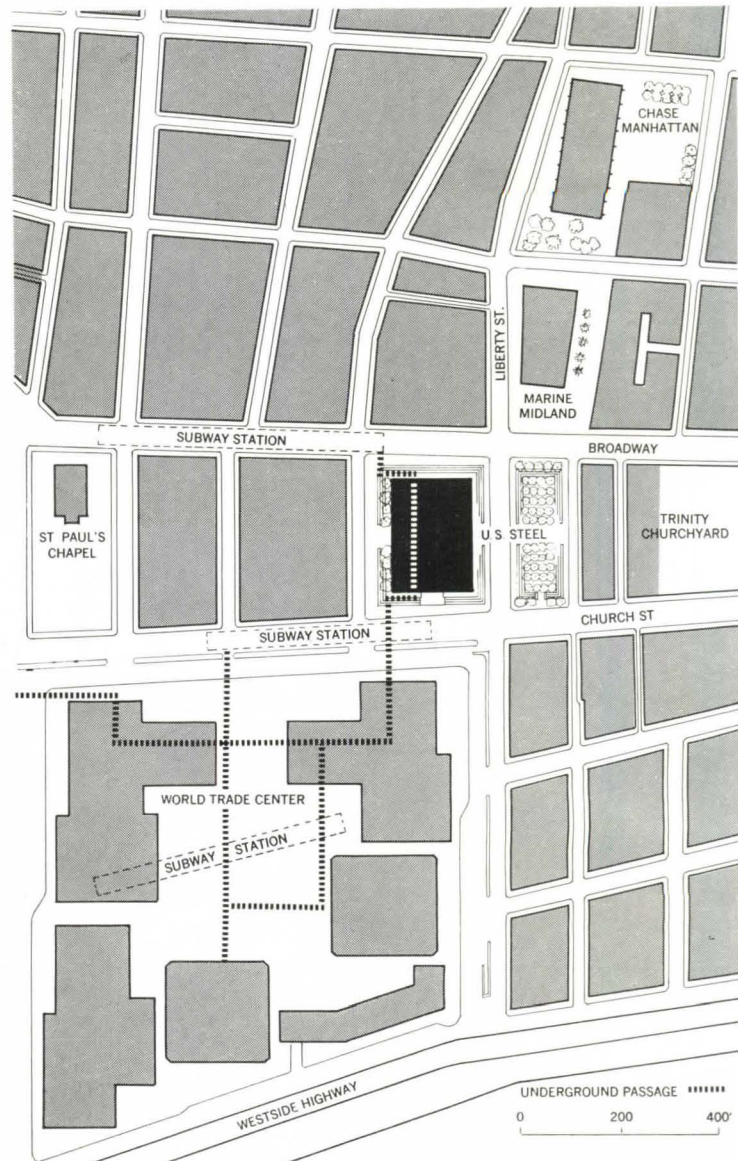 CHASE
MANHATTAN
LIBERTY ST.
MARINE
MIDLAND
SUBWAY STATION
BROADWAY
ST PAUL'S
CHAPEL
U.S. STEEL
TRINITY
CHURCHYARD
SUBWAY STATION
CHURCH ST
WORLD TRADE CENTER
SUBWAY STATION
WESTSIDE HIGHWAY
UNDERGROUND PASSAGE
0 200 400'